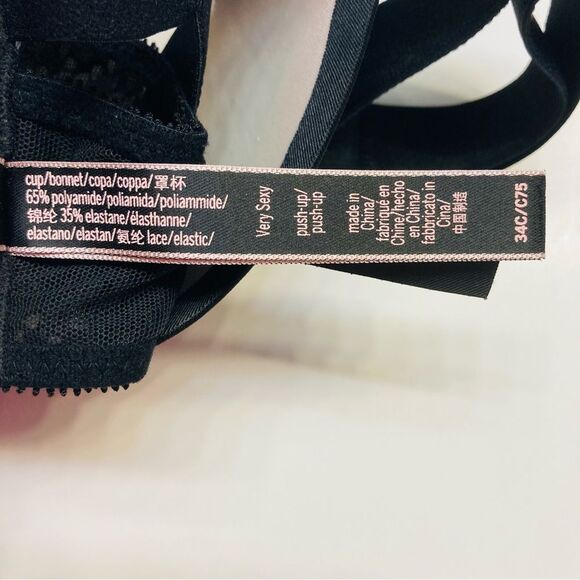 cup/bonnet/copa/coppa/罩杯
65% polyamide/poliamida/poliammide/
锦纶 35% elastane/élasthanne/
elastano/elastan/氨纶 lace/elastic/
Very Sexy
push-up/
push-up
made in
China/
fabriqué en
Chine/hecho
en China/
fabbricato in
Cina/
中国制造
34C/C75